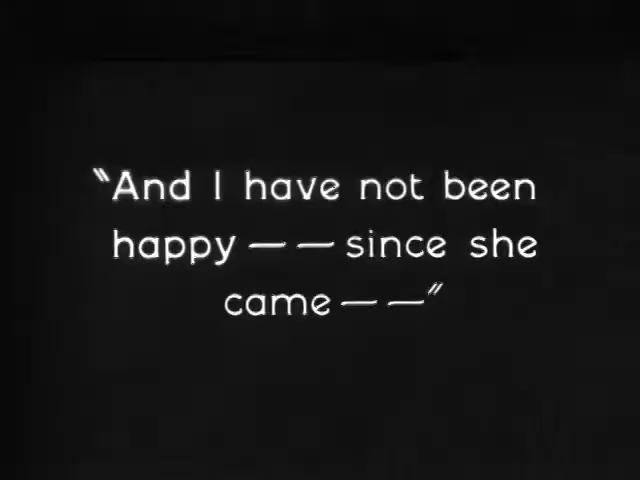 "And I have not been
happy — — since she
came — —"